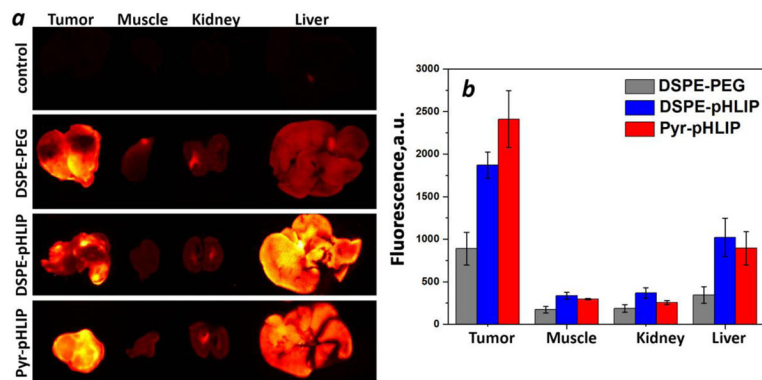 a Tumor Muscle Kidney Liver
control
DSPE-PEG
DSPE-pHLIP
Pyr-pHLIP
b
DSPE-PEG
DSPE-pHLIP
Pyr-pHLIP
Fluorescence,a.u.
3000
2500
2000
1500
1000
500
0
Tumor Muscle Kidney Liver